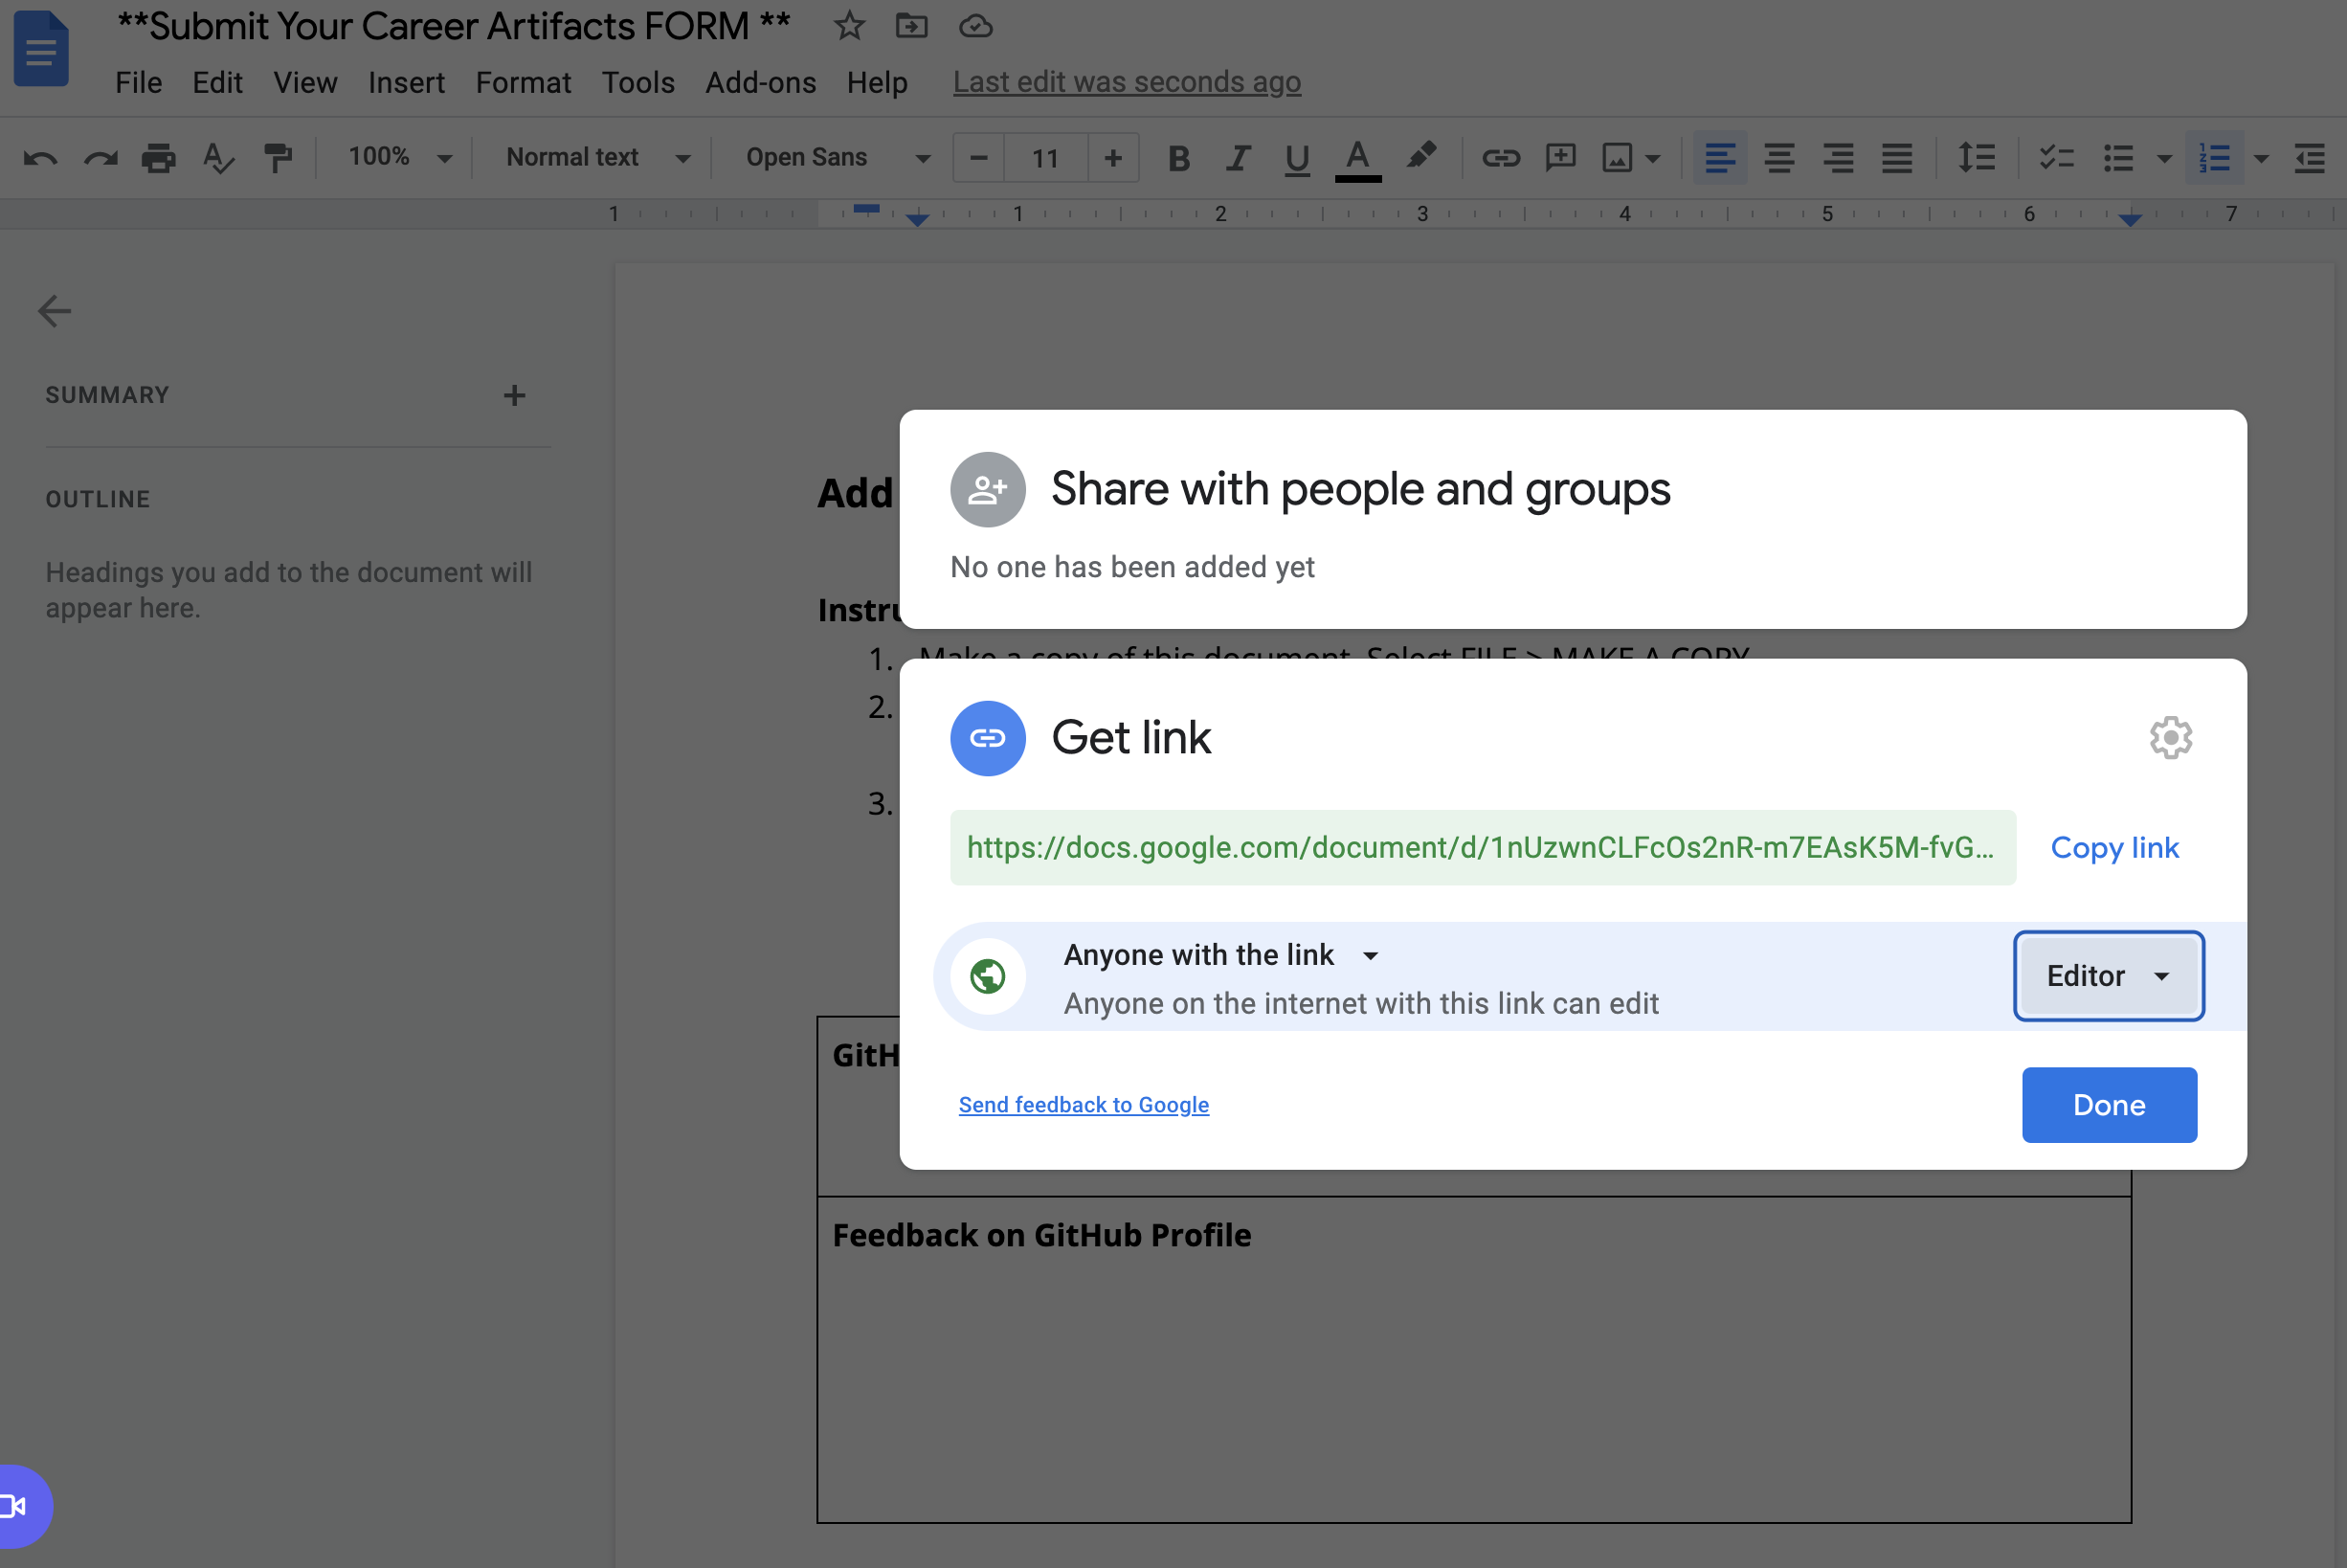 **Submit Your Career Artifacts FORM **
File Edit View Insert Format Tools Add-ons Help Last edit was seconds ago
100% Normal text Open Sans 11 B I U A
1 1 2 3 4 5 6 7
SUMMARY
OUTLINE
Headings you add to the document will
appear here.
Add
Share with people and groups
No one has been added yet
Instru
1. Make a copy of this document. Select FILE > MAKE A COPY
2.
Get link
3.
https://docs.google.com/document/d/1nUzwnCLFcOs2nR-m7EAsK5M-fvG... Copy link
Anyone with the link
Anyone on the internet with this link can edit
Editor
GitH
Send feedback to Google
Done
Feedback on GitHub Profile